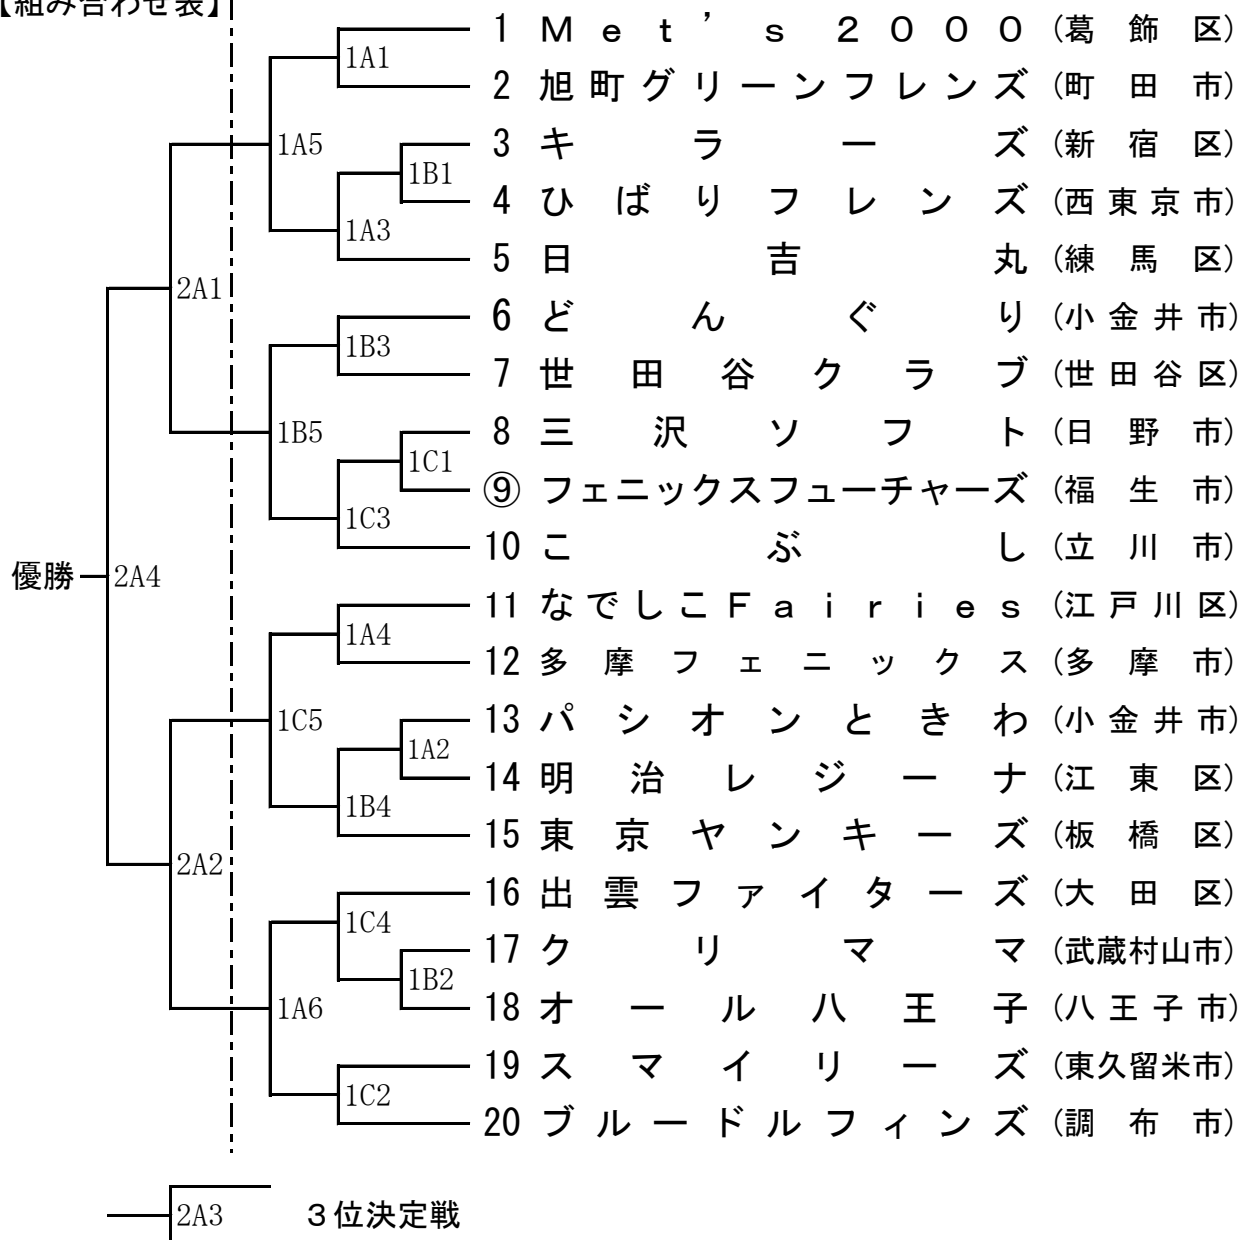 【組み合わせ表】
1 Met’s2000 (葛飾区)
1A1
2 旭町グリーンフレンズ (町田市)
1A5
3 キラーズ (新宿区)
1B1
4 ひばりフレンズ (西東京市)
1A3
5 日吉丸 (練馬区)
2A1
6 どんぐり (小金井市)
1B3
7 世田谷クラブ (世田谷区)
1B5
8 三沢ソフト (日野市)
1C1
⑨ フェニックスフューチャーズ (福生市)
1C3
10 こぶし (立川市)
優勝 2A4
11 なでしこFairies (江戸川区)
1A4
12 多摩フェニックス (多摩市)
1C5
13 パシオンときわ (小金井市)
1A2
14 明治レジーナ (江東区)
1B4
15 東京ヤンキーズ (板橋区)
2A2
16 出雲ファイターズ (大田区)
1C4
17 クリママ (武蔵村山市)
1B2
18 オール八王子 (八王子市)
1A6
19 スマイリーズ (東久留米市)
1C2
20 ブルードルフィンズ (調布市)
2A3 3位決定戦